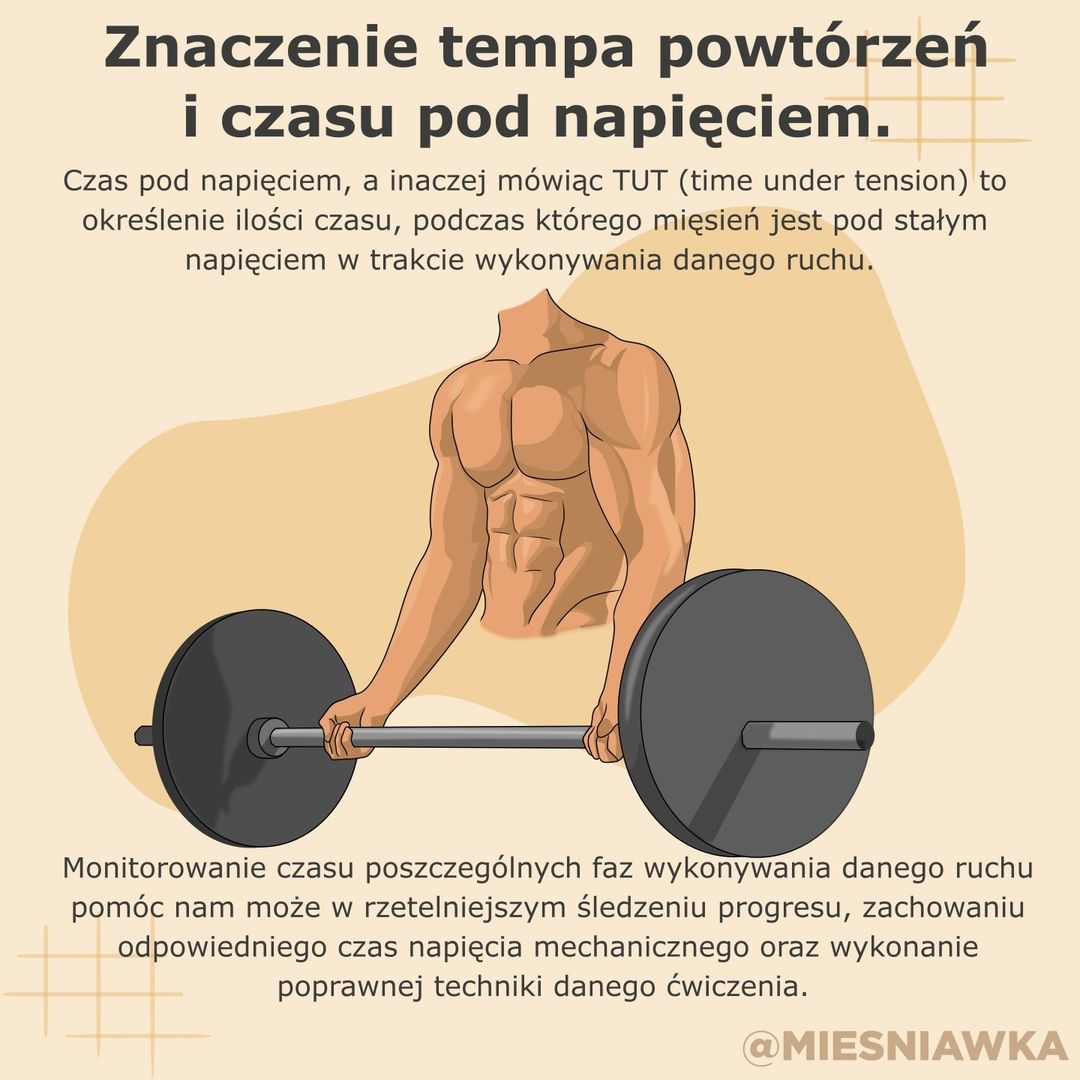 Znaczenie tempa powtórzeń
i czasu pod napięciem.
Czas pod napięciem, a inaczej mówiąc TUT (time under tension) to
określenie ilości czasu, podczas którego mięsień jest pod stałym
napięciem w trakcie wykonywania danego ruchu.
Monitorowanie czasu poszczególnych faz wykonywania danego ruchu
pomóc nam może w rzetelniejszym śledzeniu progresu, zachowaniu
odpowiedniego czas napięcia mechanicznego oraz wykonanie
poprawnej techniki danego ćwiczenia.
@MIESNIAWKA